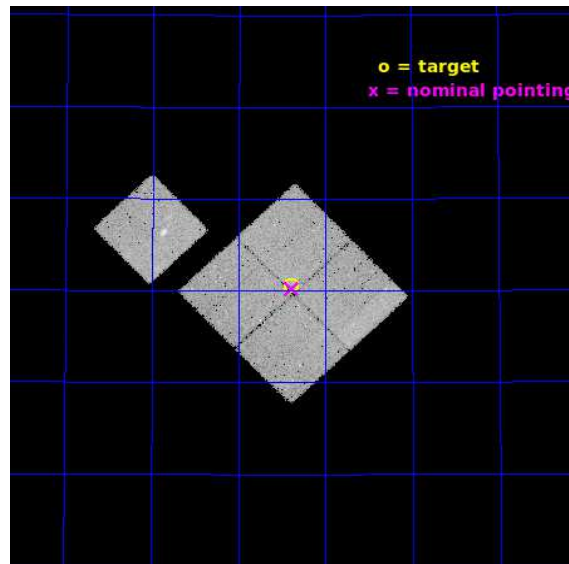 o = target
x = nominal pointing